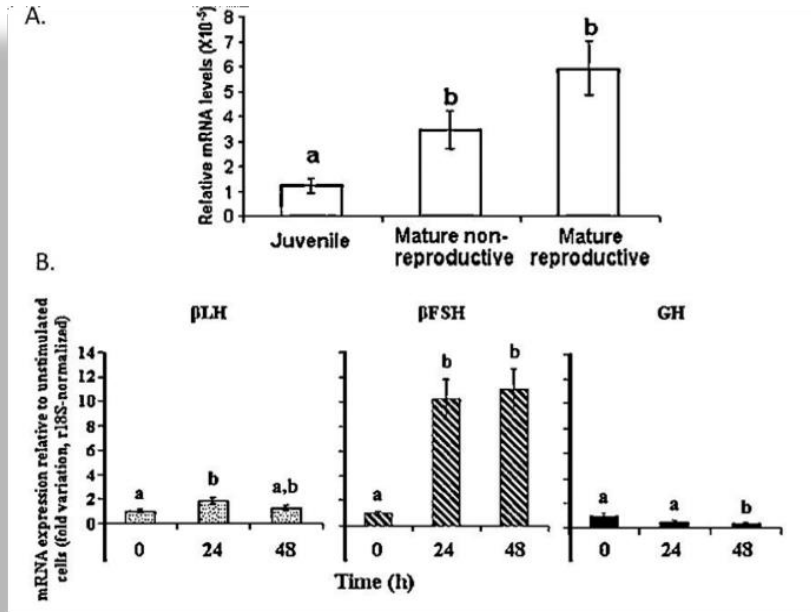 A.
Relative mRNA levels (X10⁻⁵)
8
7
6
5
4
3
2
1
0
a
b
b
Juvenile
Mature non-
reproductive
Mature
reproductive
B.
mRNA expression relative to unstimulated
cells (fold variation, r18S-normalized)
βLH
βFSH
GH
14
12
10
8
6
4
2
0
a
b
a,b
a
b
b
a
a
b
0 24 48
0 24 48
0 24 48
Time (h)